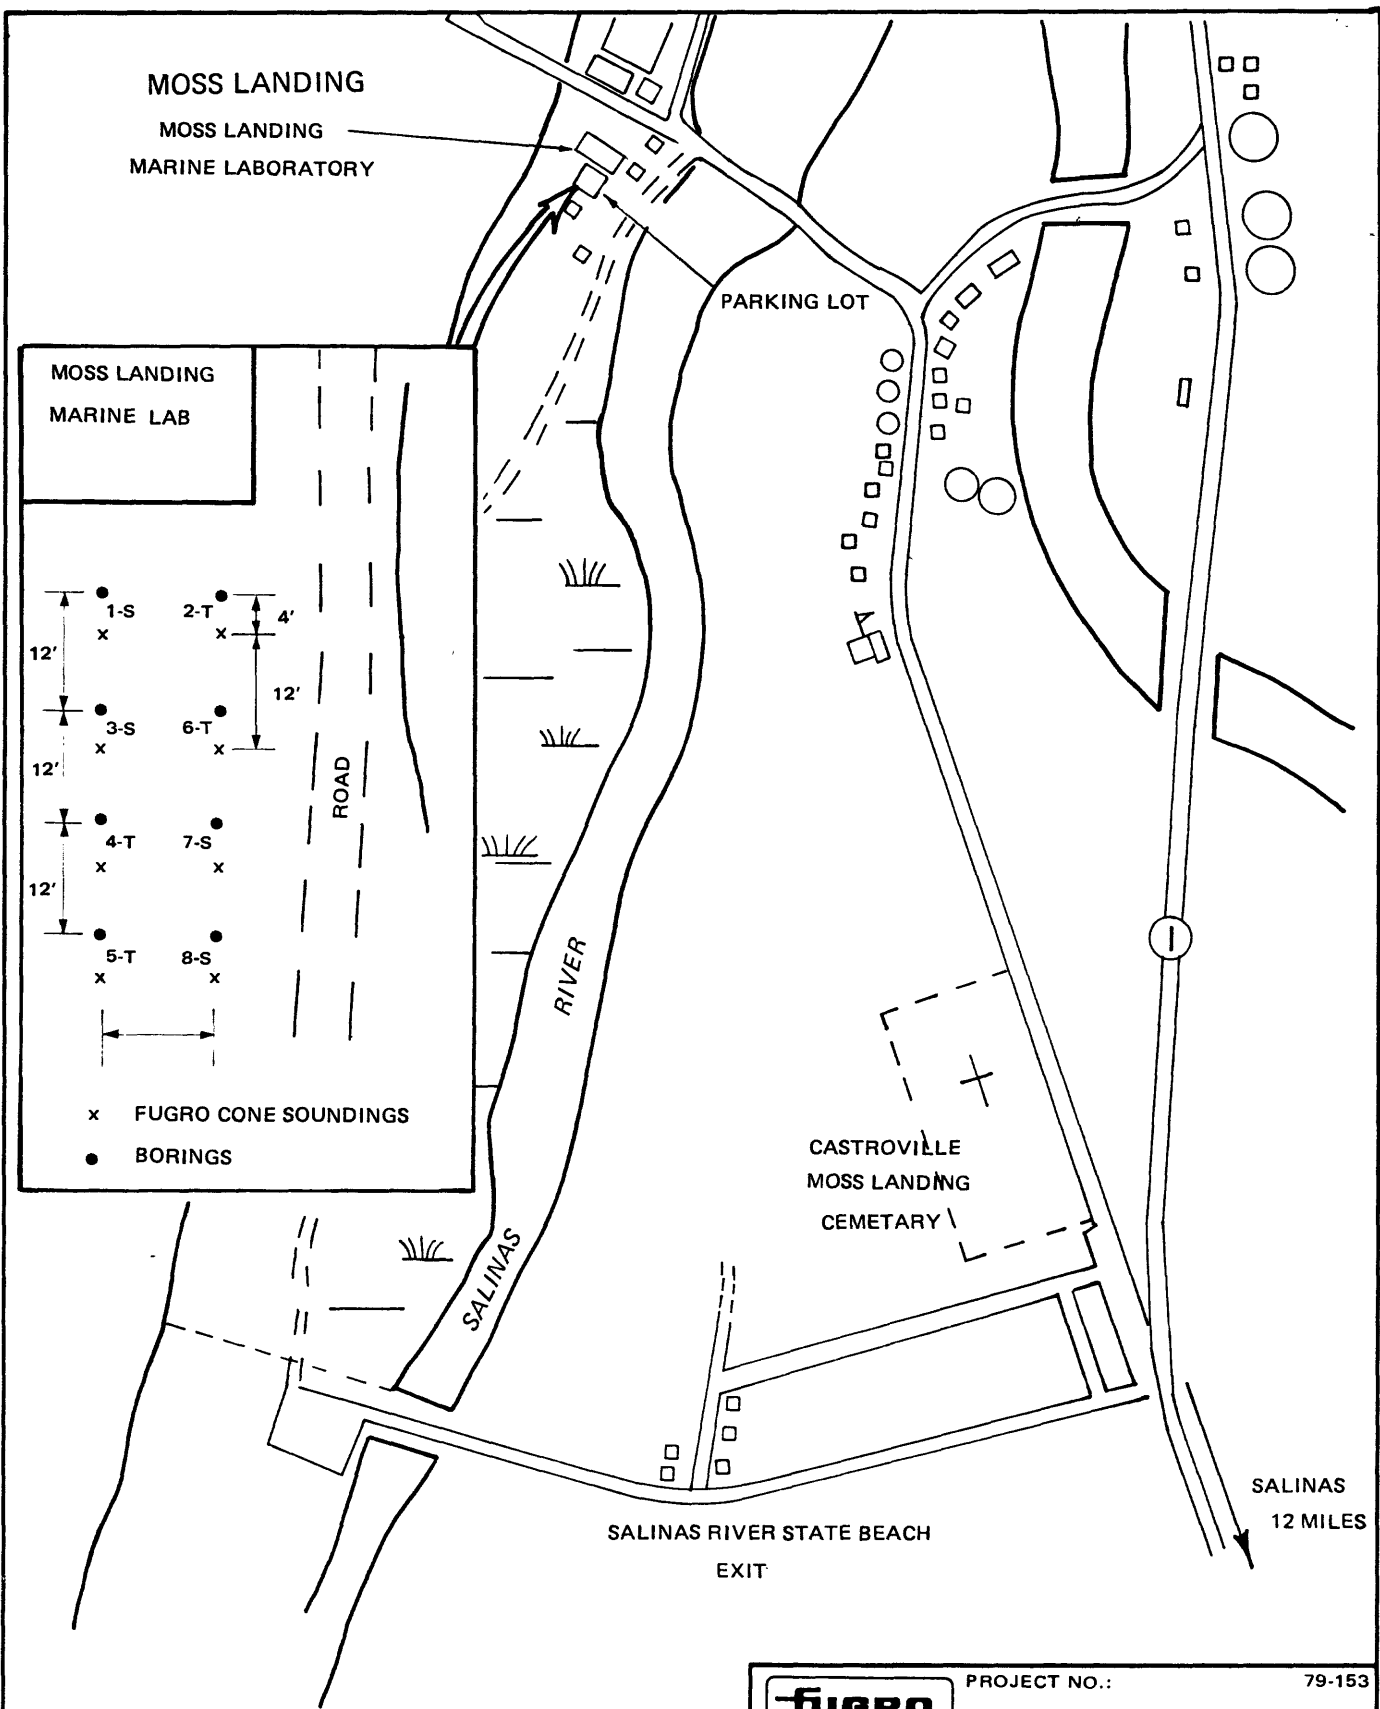 MOSS LANDING
MOSS LANDING
MARINE LABORATORY
PARKING LOT
MOSS LANDING
MARINE LAB
1-S 2-T 4'
12'
12'
3-S 6-T
12'
ROAD
4-T 7-S
12'
5-T 8-S
x FUGRO CONE SOUNDINGS
● BORINGS
RIVER
SALINAS
1
CASTROVILLE
MOSS LANDING
CEMETARY
SALINAS
12 MILES
SALINAS RIVER STATE BEACH
EXIT
PROJECT NO.: 79-153
fUGRO